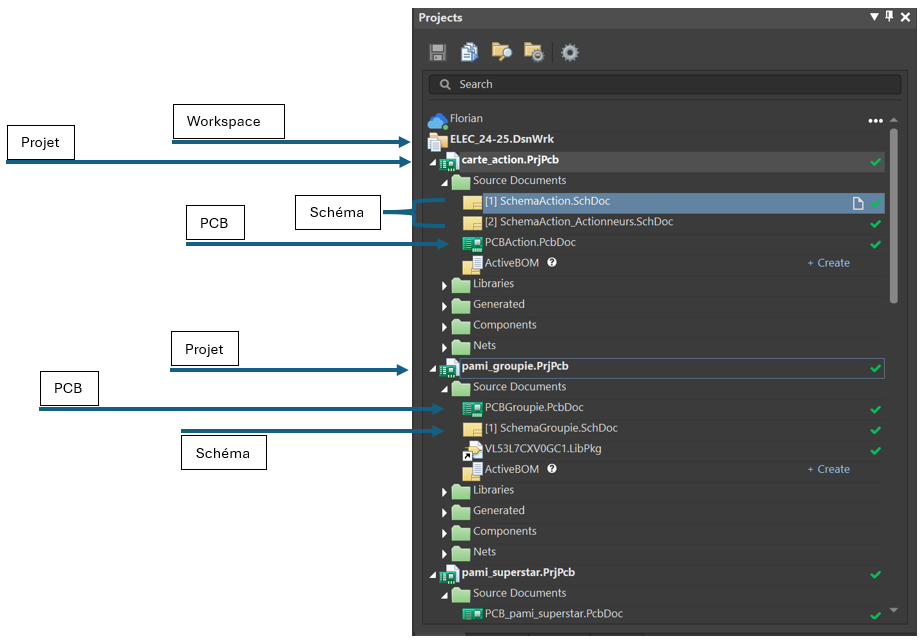 Projects
Search
Florian
Workspace
ELEC_24-25.DsnWrk
Projet
carte_action.PrjPcb
Source Documents
Schéma
[1] SchemaAction.SchDoc
PCB
[2] SchemaAction_Actionneurs.SchDoc
PCBAction.PcbDoc
ActiveBOM ? + Create
Libraries
Generated
Components
Nets
Projet
pami_groupie.PrjPcb
PCB
Source Documents
PCBGroupie.PcbDoc
[1] SchemaGroupie.SchDoc
Schéma
VL53L7CXV0GC1.LibPkg
ActiveBOM ? + Create
Libraries
Generated
Components
Nets
pami_superstar.PrjPcb
Source Documents
PCB_pami_superstar.PcbDoc